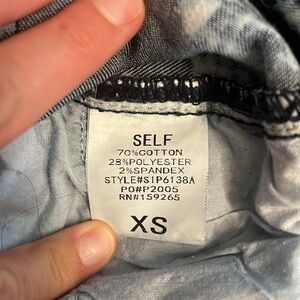 SELF
70%COTTON
28%POLYESTER
2%SPANDEX
STYLE#SIP6138A
PO#P2005
RN#159265
XS